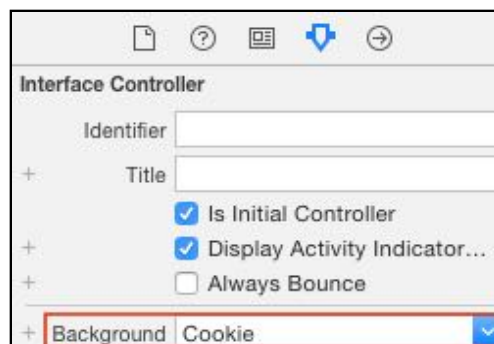 Interface Controller
Identifier
+ Title
Is Initial Controller
+ Display Activity Indicator...
+ Always Bounce
+ Background Cookie